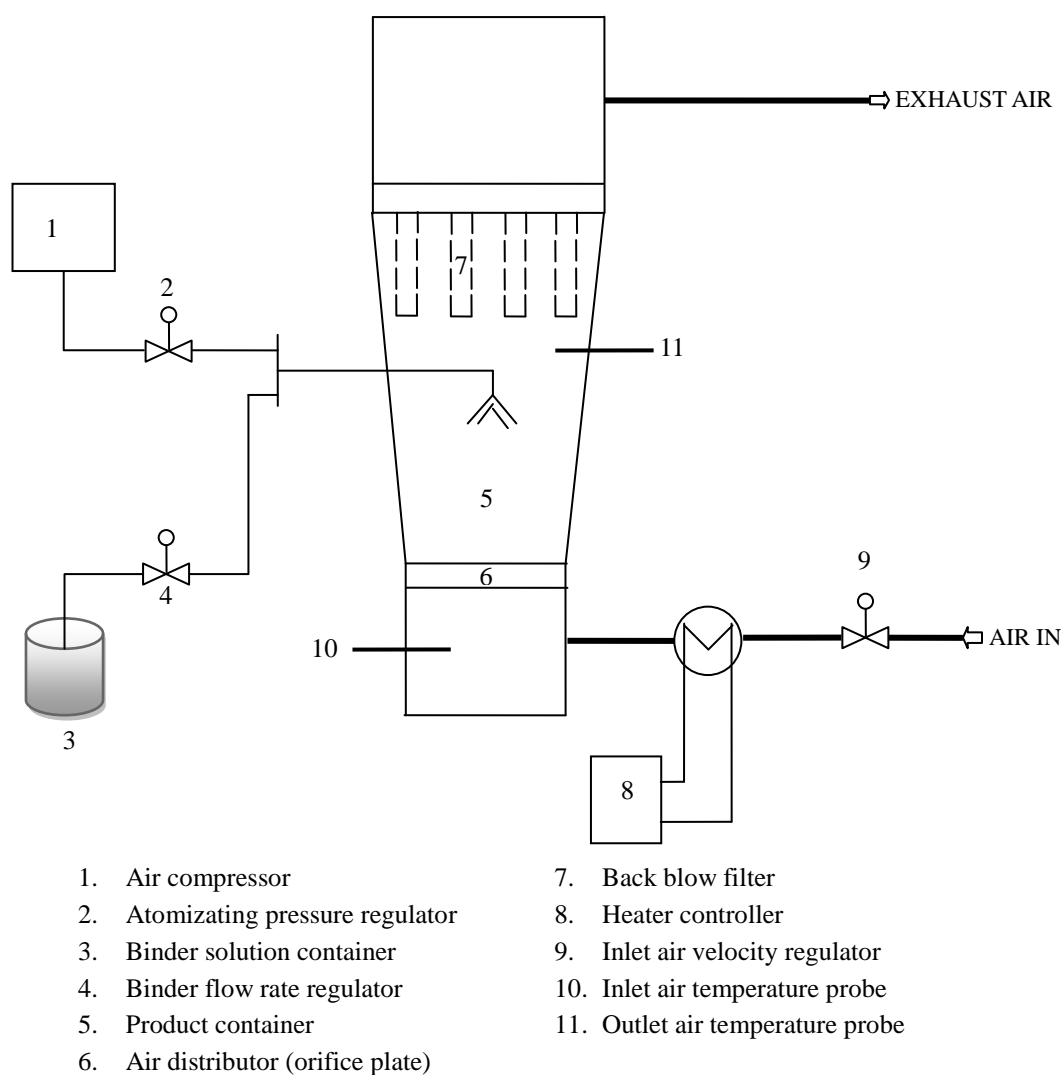 EXHAUST AIR
1
2
7
11
5
6
9
4
10
AIR IN
3
8
1. Air compressor
2. Atomizating pressure regulator
3. Binder solution container
4. Binder flow rate regulator
5. Product container
6. Air distributor (orifice plate)
7. Back blow filter
8. Heater controller
9. Inlet air velocity regulator
10. Inlet air temperature probe
11. Outlet air temperature probe